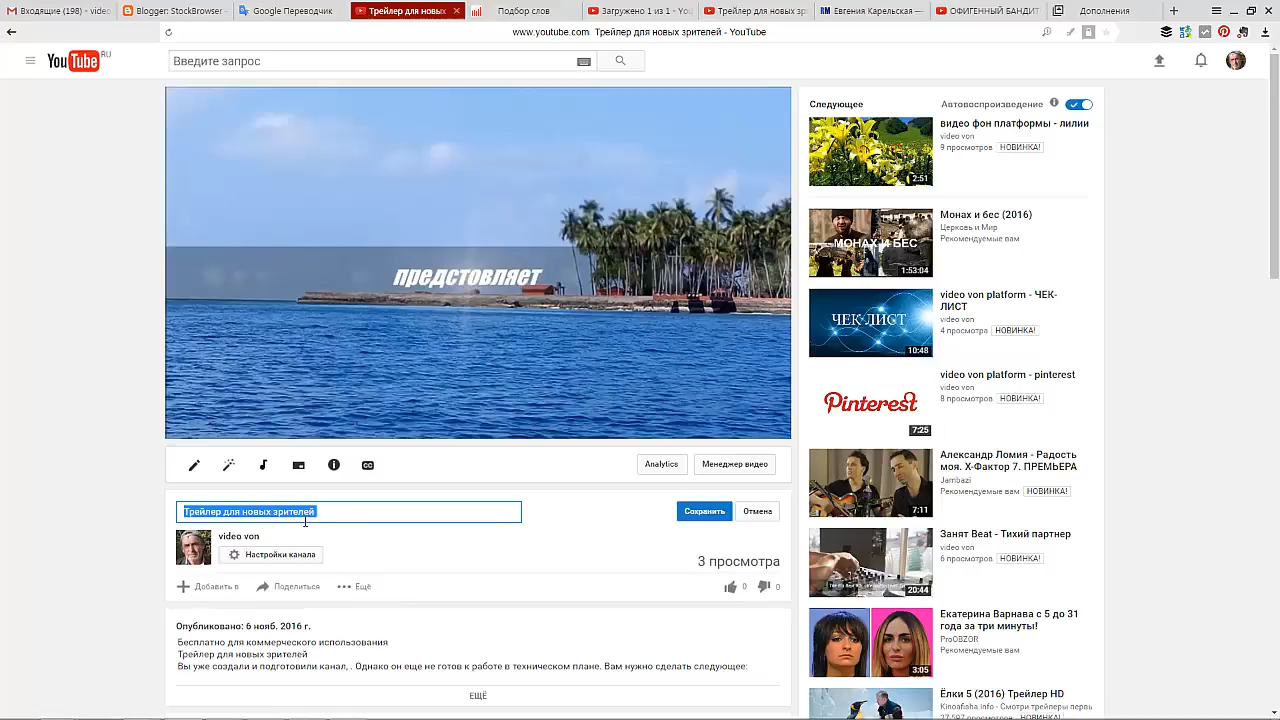 Входящие (198) - video
Blogger: StockBrowser -
Google Переводчик
Трейлер для новых
Подбор слов
Загружено 1 из 1 - You
Трейлер для новых зр
Евгения Карельская —
ОФИГЕННЫЙ БАНДИТ
Дополнения
www.youtube.com Трейлер для новых зрителей - YouTube
YouTube RU
Введите запрос
предстовляет
Analytics
Менеджер видео
Трейлер для новых зрителей
Сохранить
Отмена
video von
Настройки канала
3 просмотра
Добавить в
Поделиться
Ещё
0
0
Опубликовано: 6 нояб. 2016 г.
Бесплатно для коммерческого использования
Трейлер для новых зрителей
Вы уже создали и подготовили канал, . Однако он еще не готов к работе в техническом плане. Вам нужно сделать следующее:
ЕЩЁ
Следующее
Автовоспроизведение
видео фон платформы - лилии
video von
9 просмотров НОВИНКА!
2:51
Монах и бес (2016)
Церковь и Мир
Рекомендуемые вам
МОНАХ И БЕС
1:53:04
video von platform - ЧЕК-
ЛИСТ
video von
4 просмотра НОВИНКА!
ЧЕК-ЛИСТ
10:48
video von platform - pinterest
video von
8 просмотров НОВИНКА!
Pinterest
7:25
Александр Ломия - Радость
моя. Х-Фактор 7. ПРЕМЬЕРА
Jambazi
Рекомендуемые вам НОВИНКА!
7:11
Занят Beat - Тихий партнер
video von
6 просмотров НОВИНКА!
20:44
Екатерина Варнава с 5 до 31
года за три минуты!
ProOBZOR
Рекомендуемые вам
3:05
Ёлки 5 (2016) Трейлер HD
Kinoafisha.info - Смотри трейлеры первь
27 597 просмотров НОВИНКА!